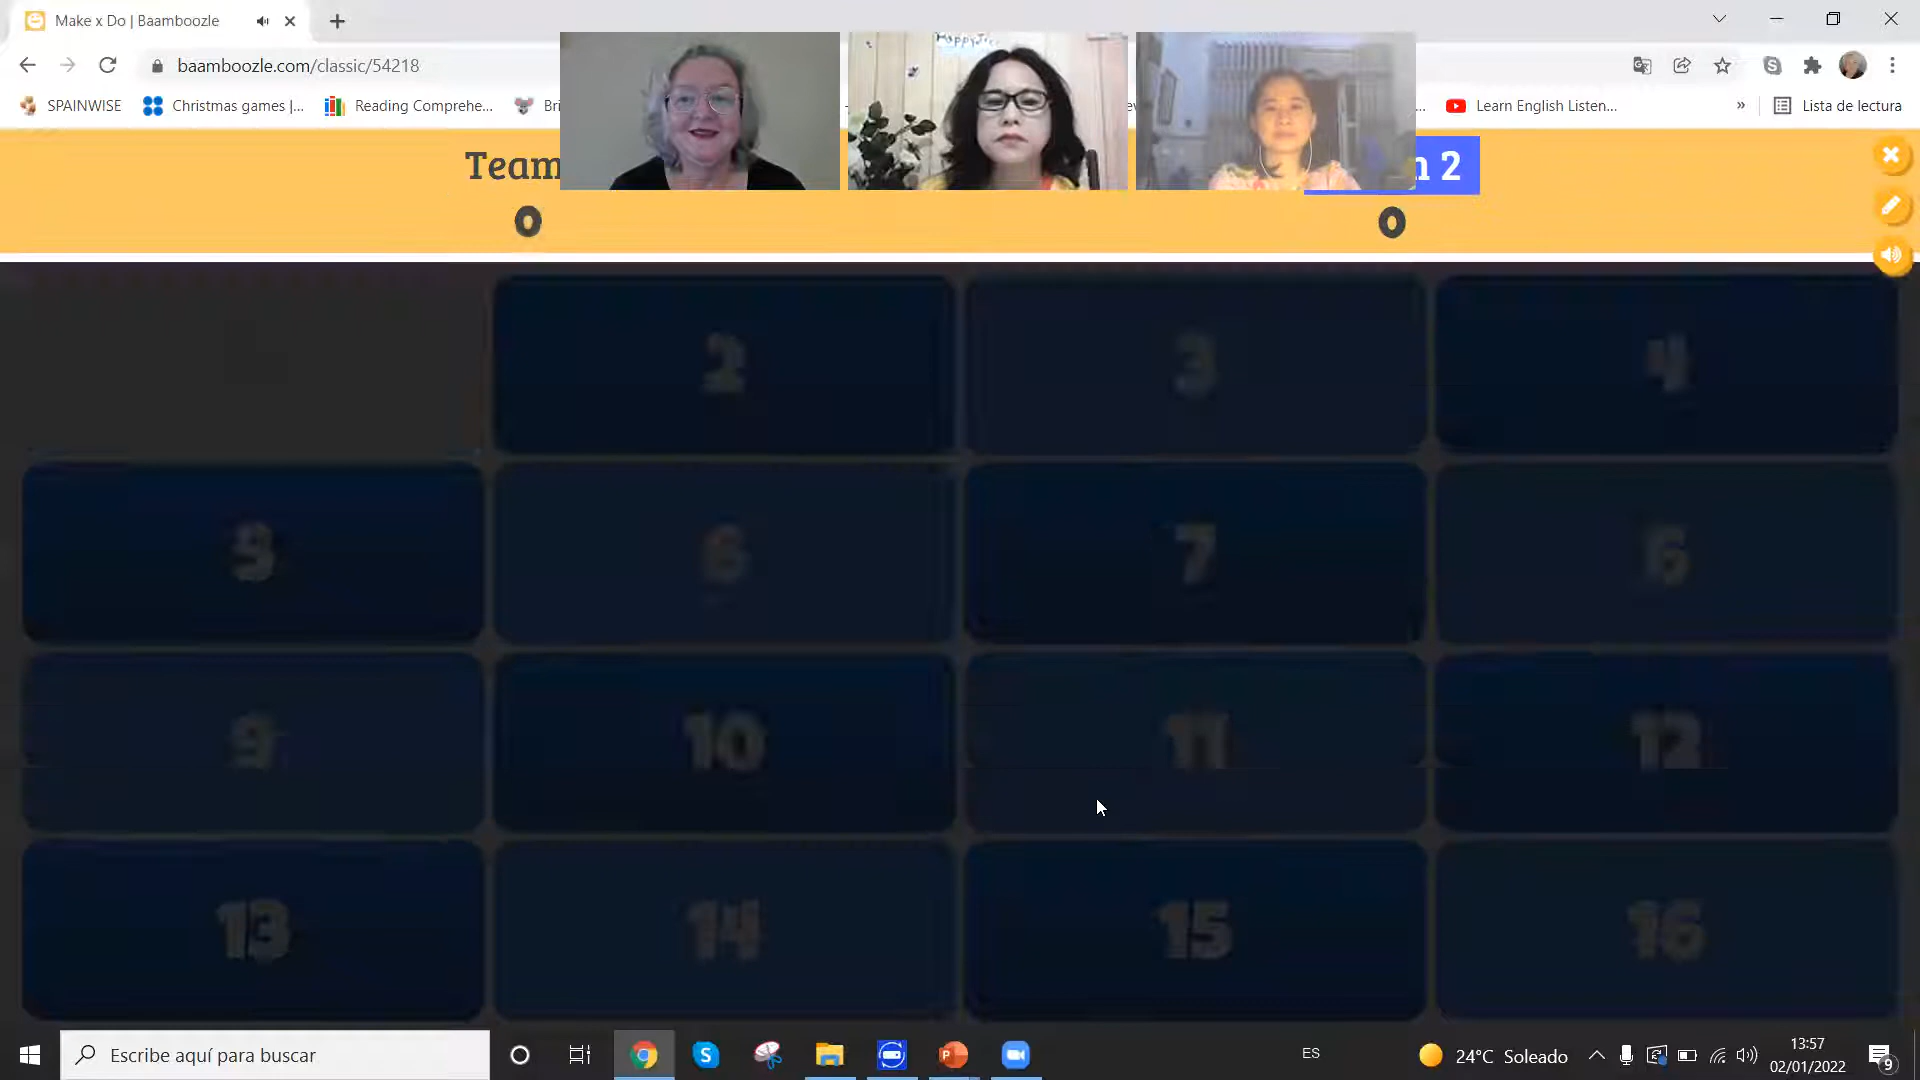 Make x Do | Baamboozle
baamboozle.com/classic/54218
SPAINWISE
Christmas games |...
Reading Comprehe...
Learn English Listen...
»
Lista de lectura
Team
2
0
0
2
3
4
6
7
9
10
11
12
13
14
15
16
Escribe aquí para buscar
ES
24°C Soleado
13:57
02/01/2022
9